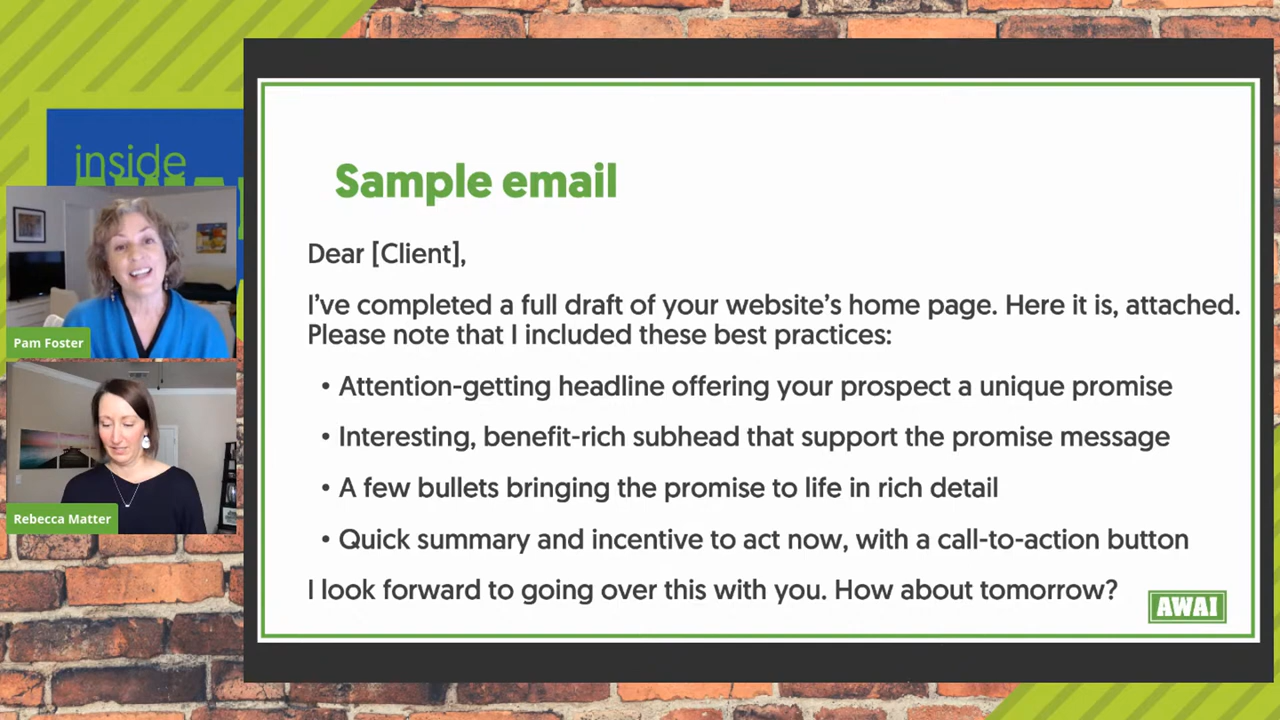 inside
Pam Foster
Rebecca Matter
Sample email
Dear [Client],
I've completed a full draft of your website's home page. Here it is, attached.
Please note that I included these best practices:
• Attention-getting headline offering your prospect a unique promise
• Interesting, benefit-rich subhead that support the promise message
• A few bullets bringing the promise to life in rich detail
• Quick summary and incentive to act now, with a call-to-action button
I look forward to going over this with you. How about tomorrow?
AWAI